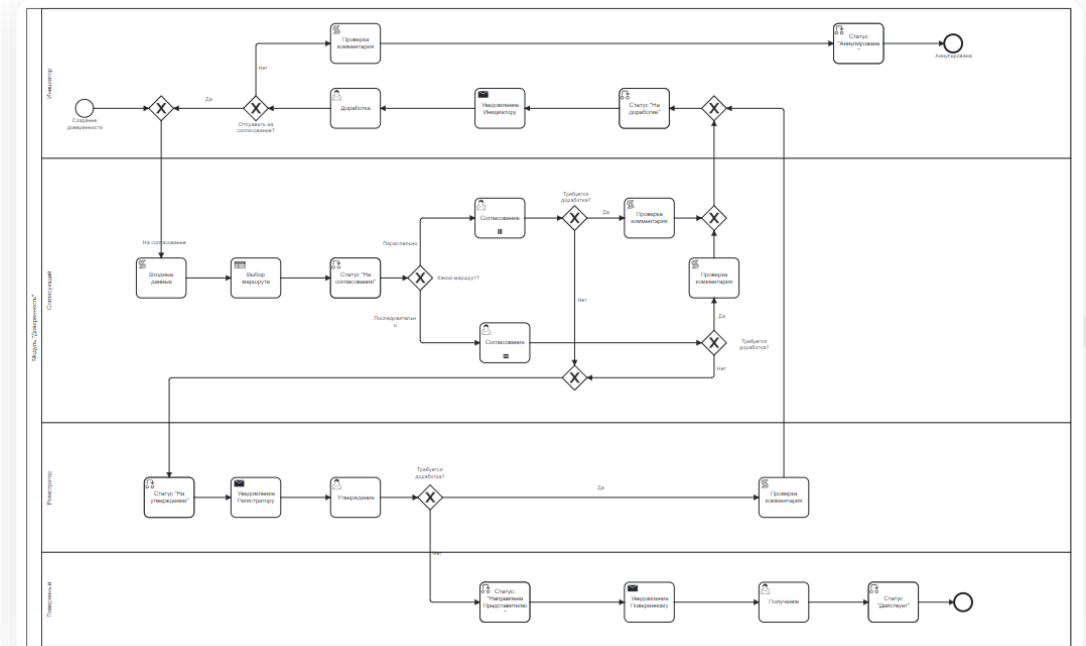 Модуль "Доверенность"
Инициатор
Проверка
комментария
Статус
"Аннулирована
"
Аннулирована
Нет
Создание
доверенности
Да
Отправить на
согласование?
Доработка
Уведомление
Инициатору
Статус "На
доработке"
Согласующий
На согласование
Входные
данные
Выбор
маршрута
Статус "На
согласовании"
Какой маршрут?
Параллельно
Последовательн
о
Согласование
Требуется
доработка?
Да
Проверка
комментария
Нет
Проверка
комментария
Да
Согласование
Требуется
доработка?
Нет
Регистратор
Статус "На
утверждении"
Уведомление
Регистратору
Утверждение
Требуется
доработка?
Да
Проверка
комментария
Нет
Поверенный
Статус:
"Направлена
Представителю
"
Уведомление
Поверенному
Получение
Статус
"Действует"